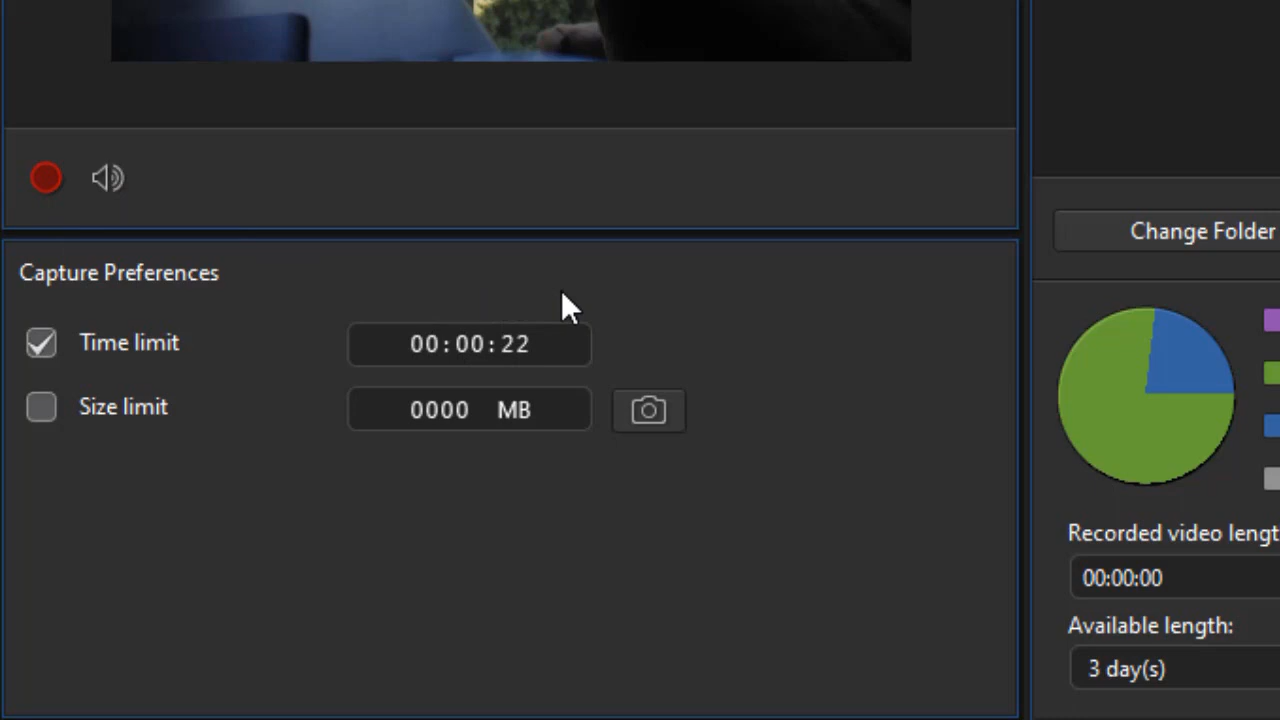 Change Folder
Capture Preferences
Time limit 00:00:22
Size limit 0000 MB
Recorded video lengt
00:00:00
Available length:
3 day(s)